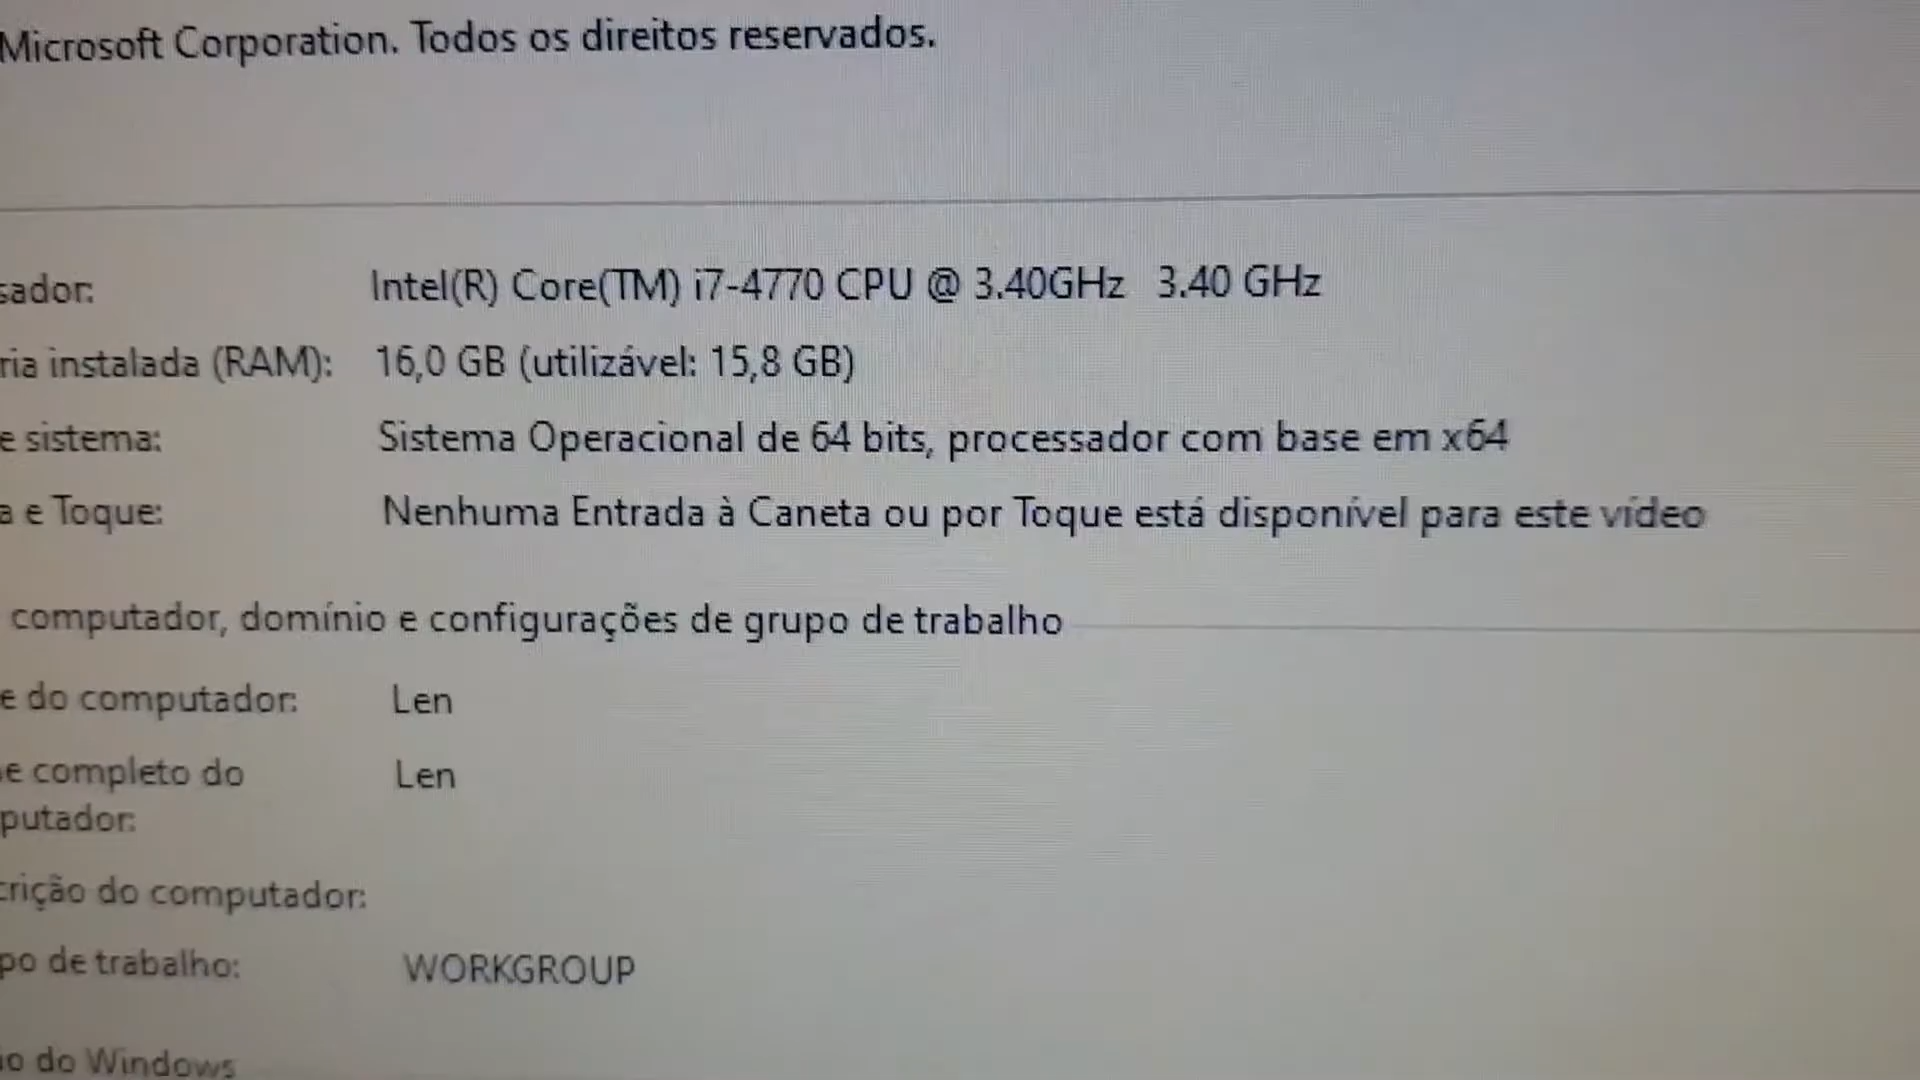 Microsoft Corporation. Todos os direitos reservados.
sador: Intel(R) Core(TM) i7-4770 CPU @ 3.40GHz 3.40 GHz
ria instalada (RAM): 16,0 GB (utilizável: 15,8 GB)
e sistema: Sistema Operacional de 64 bits, processador com base em x64
a e Toque: Nenhuma Entrada à Caneta ou por Toque está disponível para este vídeo
computador, domínio e configurações de grupo de trabalho
e do computador: Len
e completo do Len
putador:
crição do computador:
po de trabalho: WORKGROUP
io do Windows